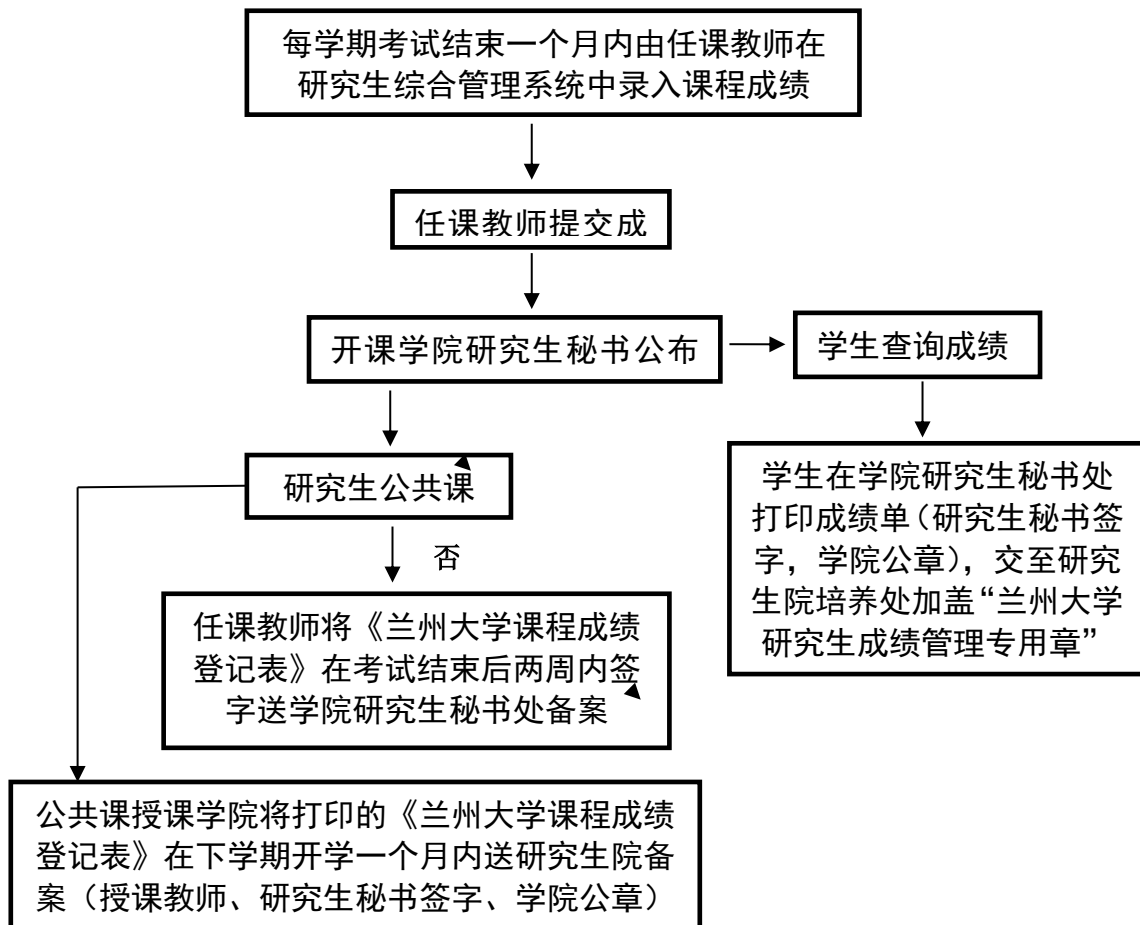 每学期考试结束一个月内由任课教师在
研究生综合管理系统中录入课程成绩
任课教师提交成
开课学院研究生秘书公布
学生查询成绩
研究生公共课
学生在学院研究生秘书处
打印成绩单（研究生秘书签
字，学院公章），交至研究
生院培养处加盖“兰州大学
研究生成绩管理专用章”
否
任课教师将《兰州大学课程成绩
登记表》在考试结束后两周内签
字送学院研究生秘书处备案
公共课授课学院将打印的《兰州大学课程成绩
登记表》在下学期开学一个月内送研究生院备
案（授课教师、研究生秘书签字、学院公章）